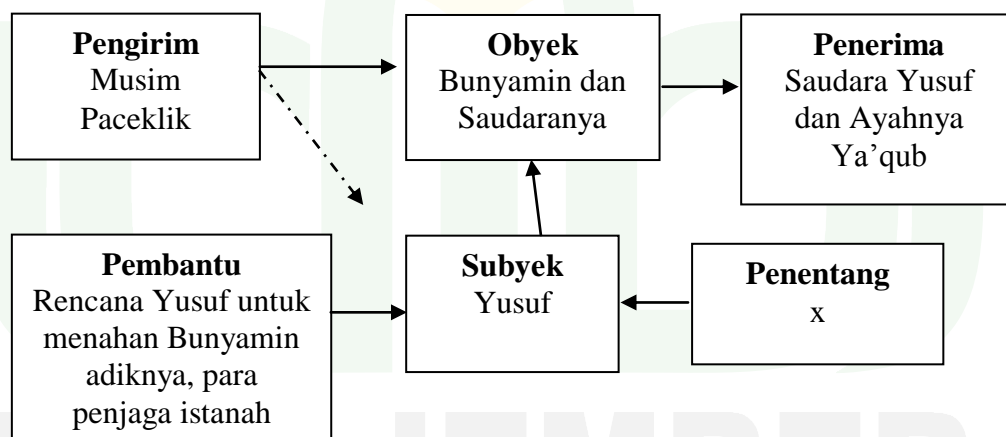 Pengirim
Musim
Paceklik
Obyek
Bunyamin dan
Saudaranya
Penerima
Saudara Yusuf
dan Ayahnya
Ya’qub
Pembantu
Rencana Yusuf untuk
menahan Bunyamin
adiknya, para
penjaga istanah
Subyek
Yusuf
Penentang
x